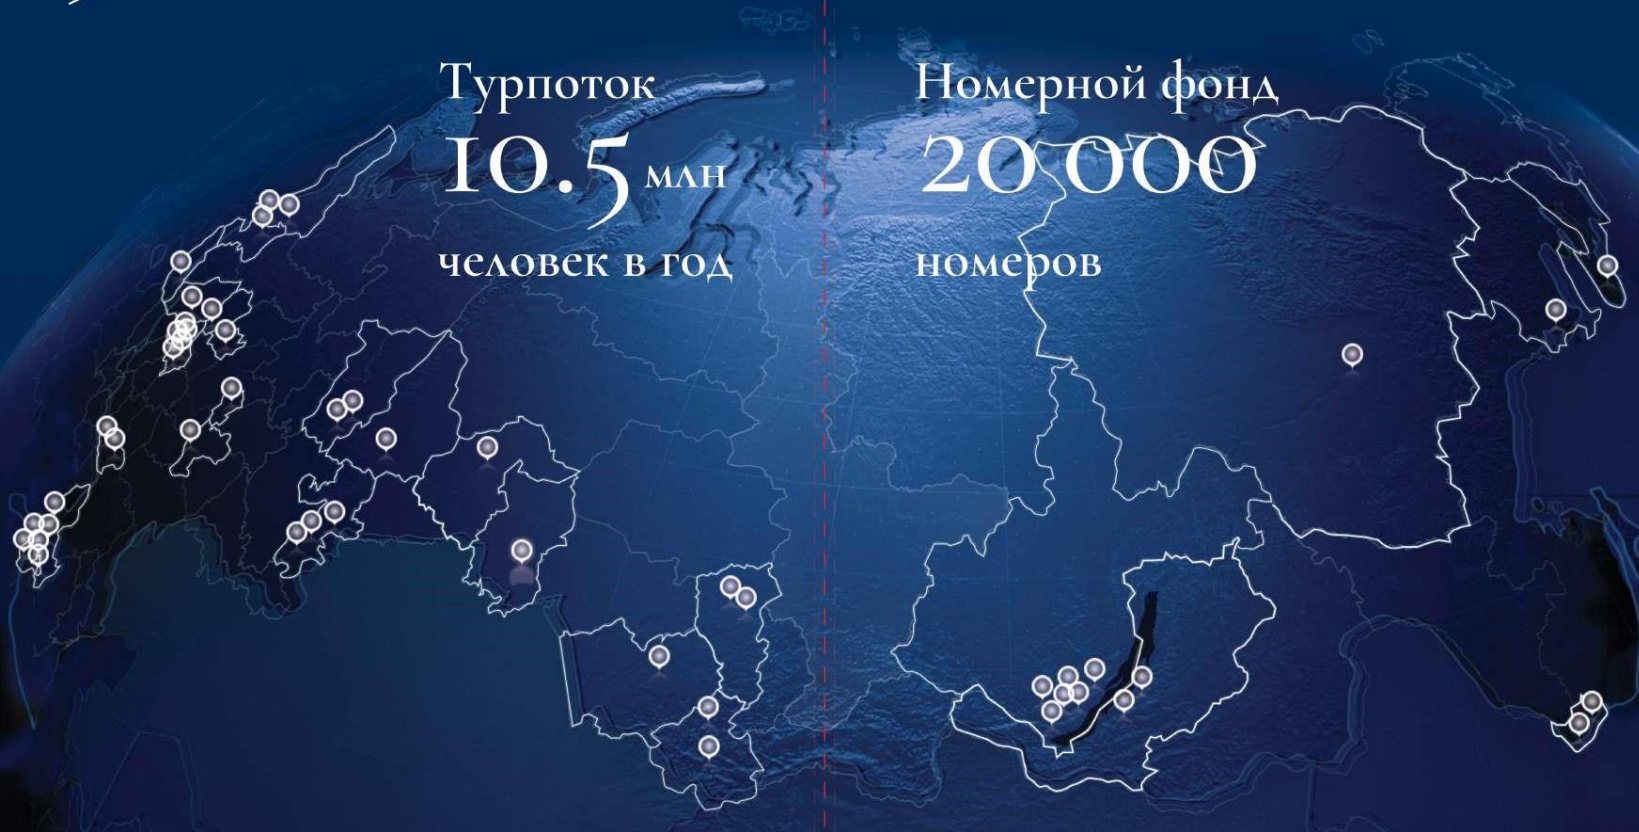 Турпоток
10.5 млн
человек в год
Номерной фонд
20 000
номеров